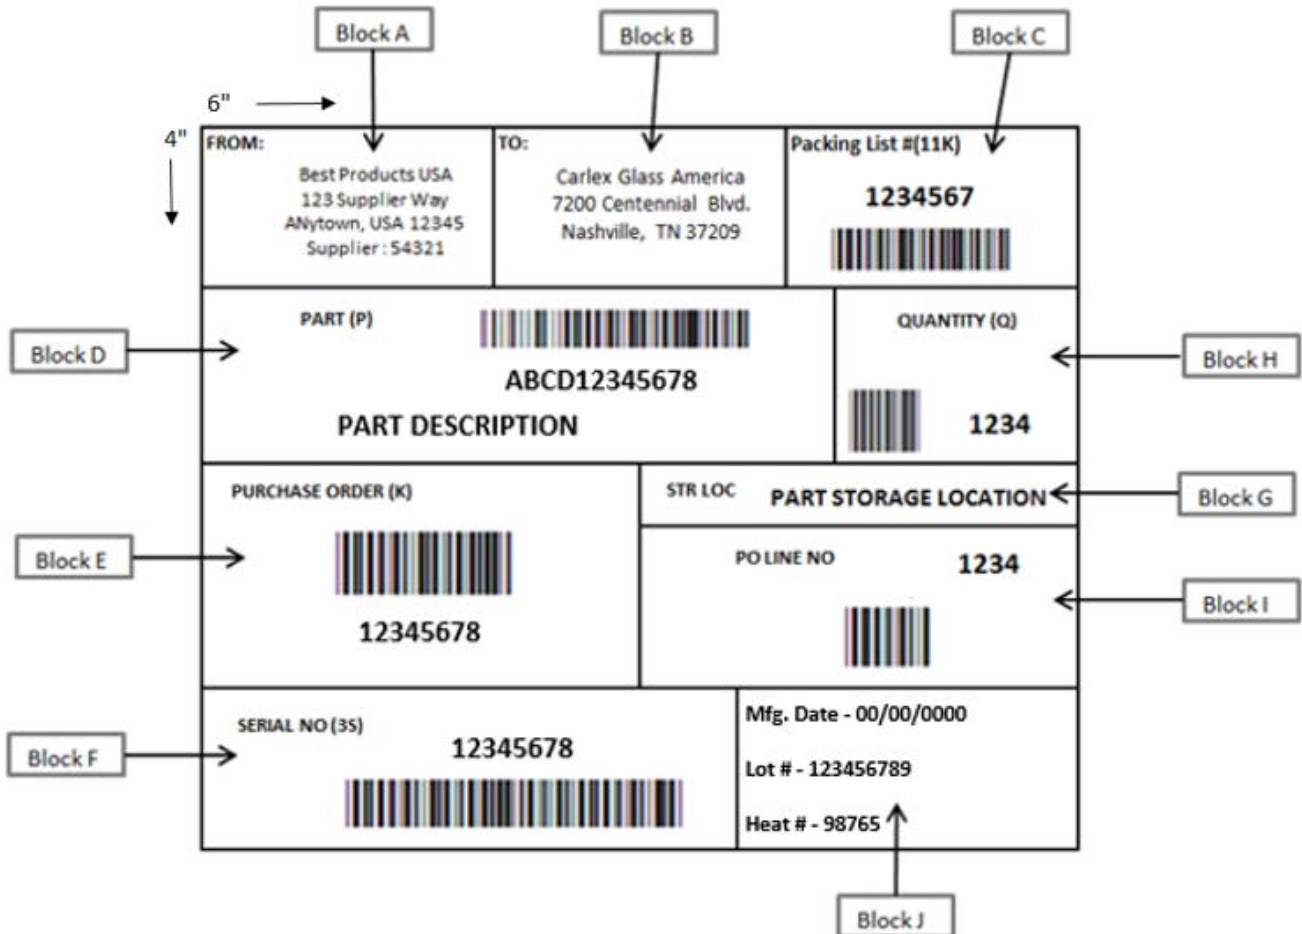 Block A
Block B
Block C
6"
4"
FROM:
Best Products USA
123 Supplier Way
ANytown, USA 12345
Supplier : 54321
TO:
Carlex Glass America
7200 Centennial Blvd.
Nashville, TN 37209
Packing List #(11K)
1234567
Block D
PART (P)
ABCD12345678
PART DESCRIPTION
QUANTITY (Q)
1234
Block H
Block E
PURCHASE ORDER (K)
12345678
STR LOC PART STORAGE LOCATION
Block G
PO LINE NO 1234
Block I
Block F
SERIAL NO (3S)
12345678
Mfg. Date - 00/00/0000
Lot # - 123456789
Heat # - 98765
Block J